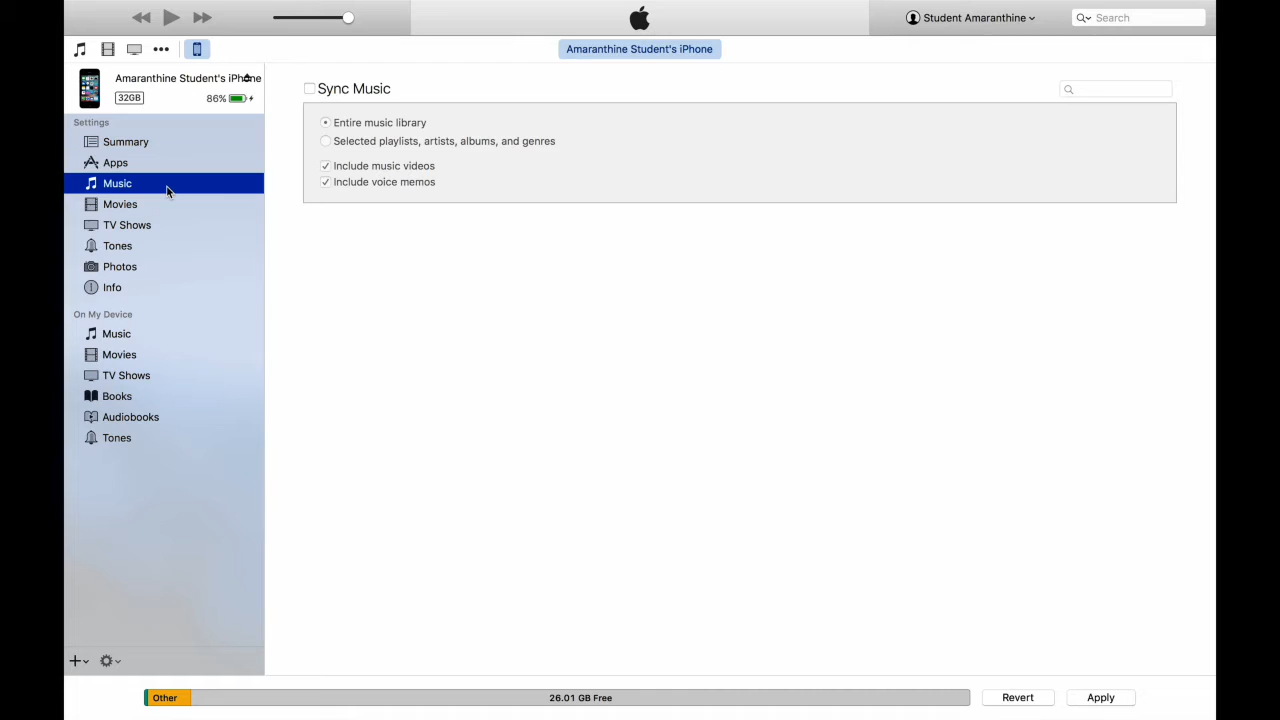 Student Amaranthine
Search
Amaranthine Student's iPhone
Amaranthine Student's iPhone
32GB
86%
Settings
Summary
Apps
Music
Movies
TV Shows
Tones
Photos
Info
On My Device
Music
Movies
TV Shows
Books
Audiobooks
Tones
Sync Music
Entire music library
Selected playlists, artists, albums, and genres
Include music videos
Include voice memos
Other
26.01 GB Free
Revert
Apply